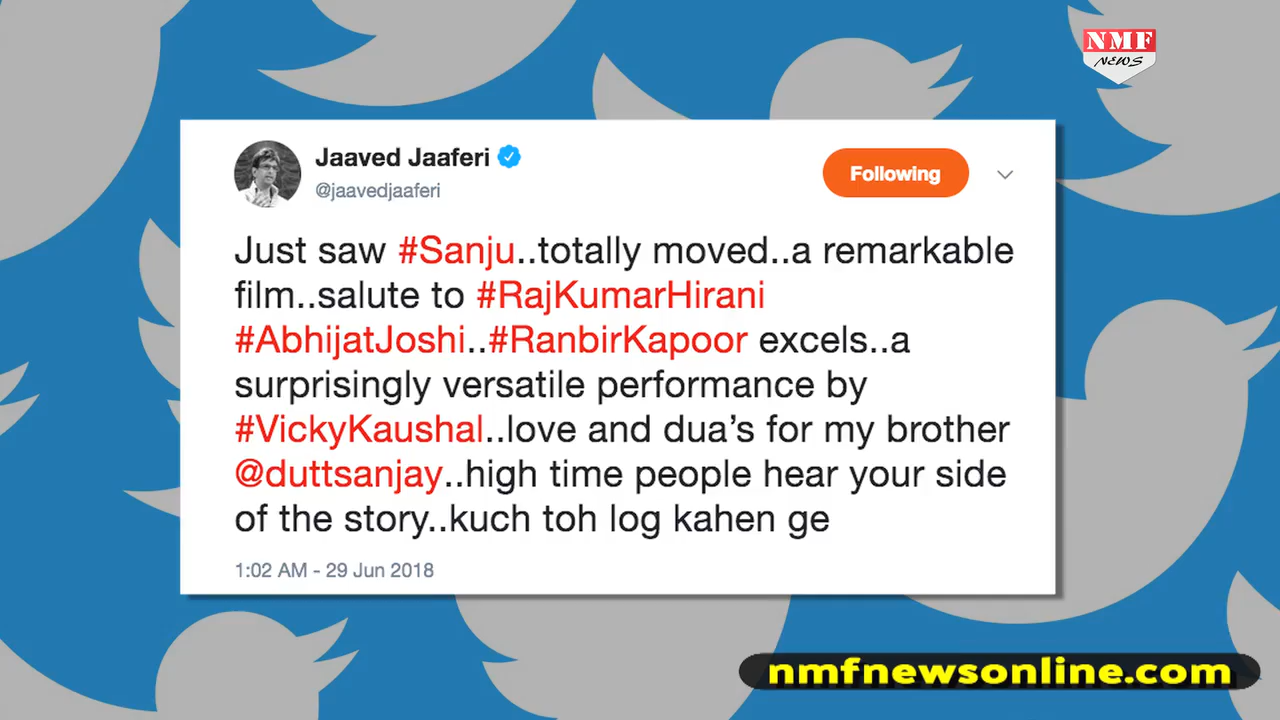 NMF
NEWS
Jaaved Jaaferi
@jaavedjaaferi
Following
Just saw #Sanju..totally moved..a remarkable
film..salute to #RajKumarHirani
#AbhijatJoshi..#RanbirKapoor excels..a
surprisingly versatile performance by
#VickyKaushal..love and dua’s for my brother
@duttsanjay..high time people hear your side
of the story..kuch toh log kahen ge
1:02 AM - 29 Jun 2018
nmfnewsonline.com